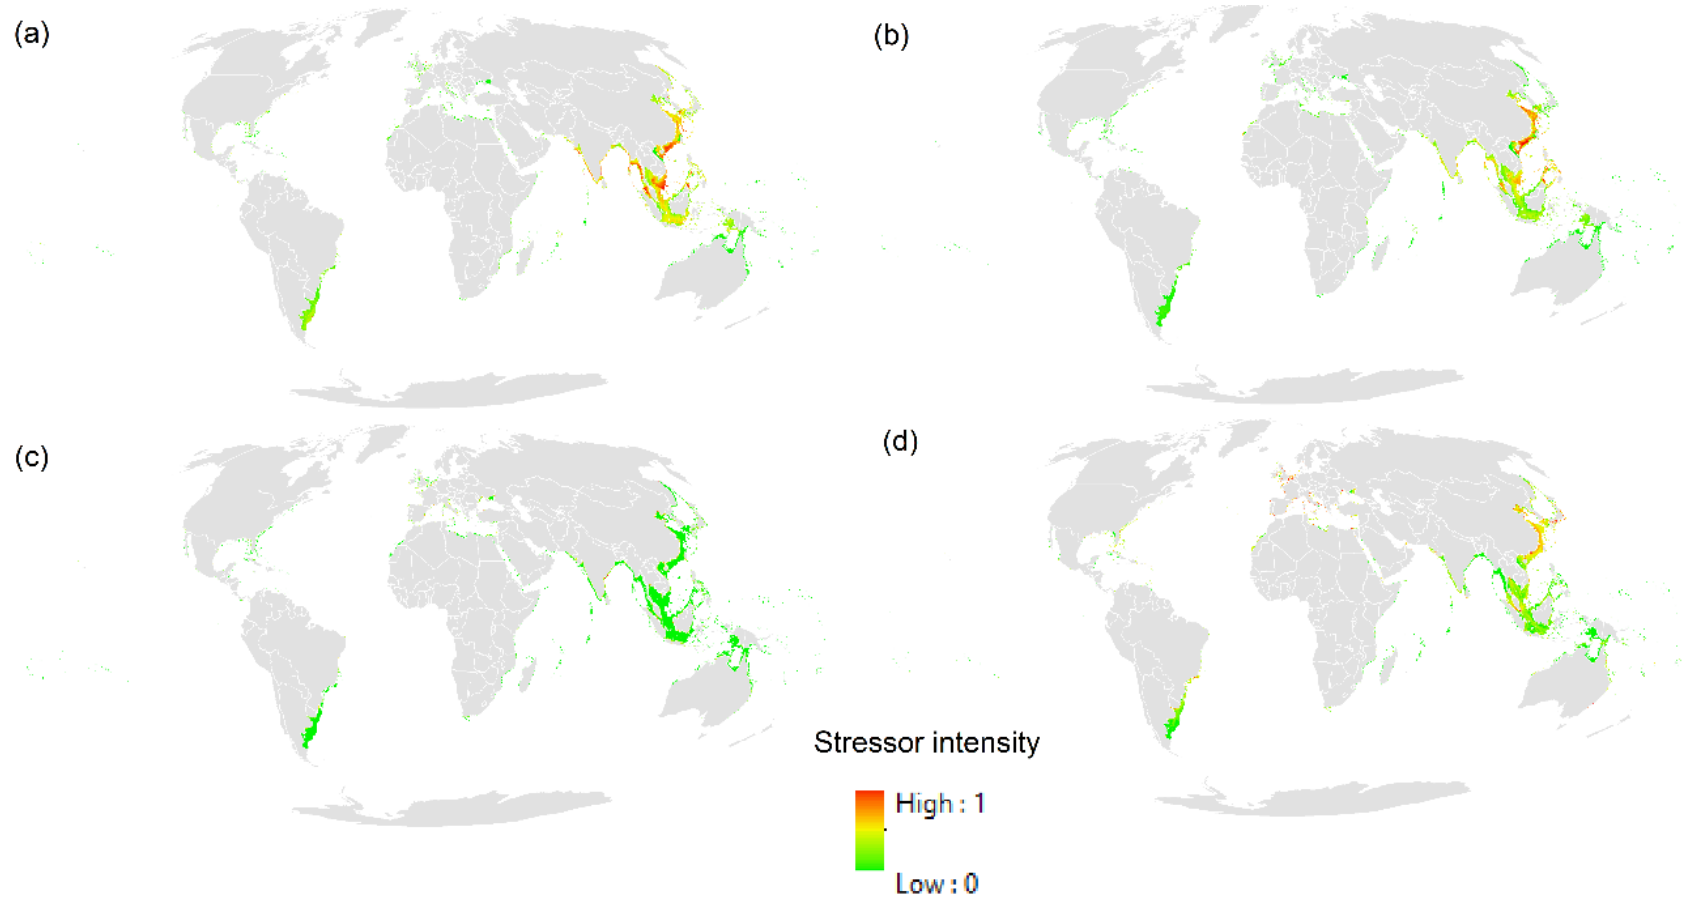 (a)
(b)
(c)
(d)
Stressor intensity
High : 1
Low : 0